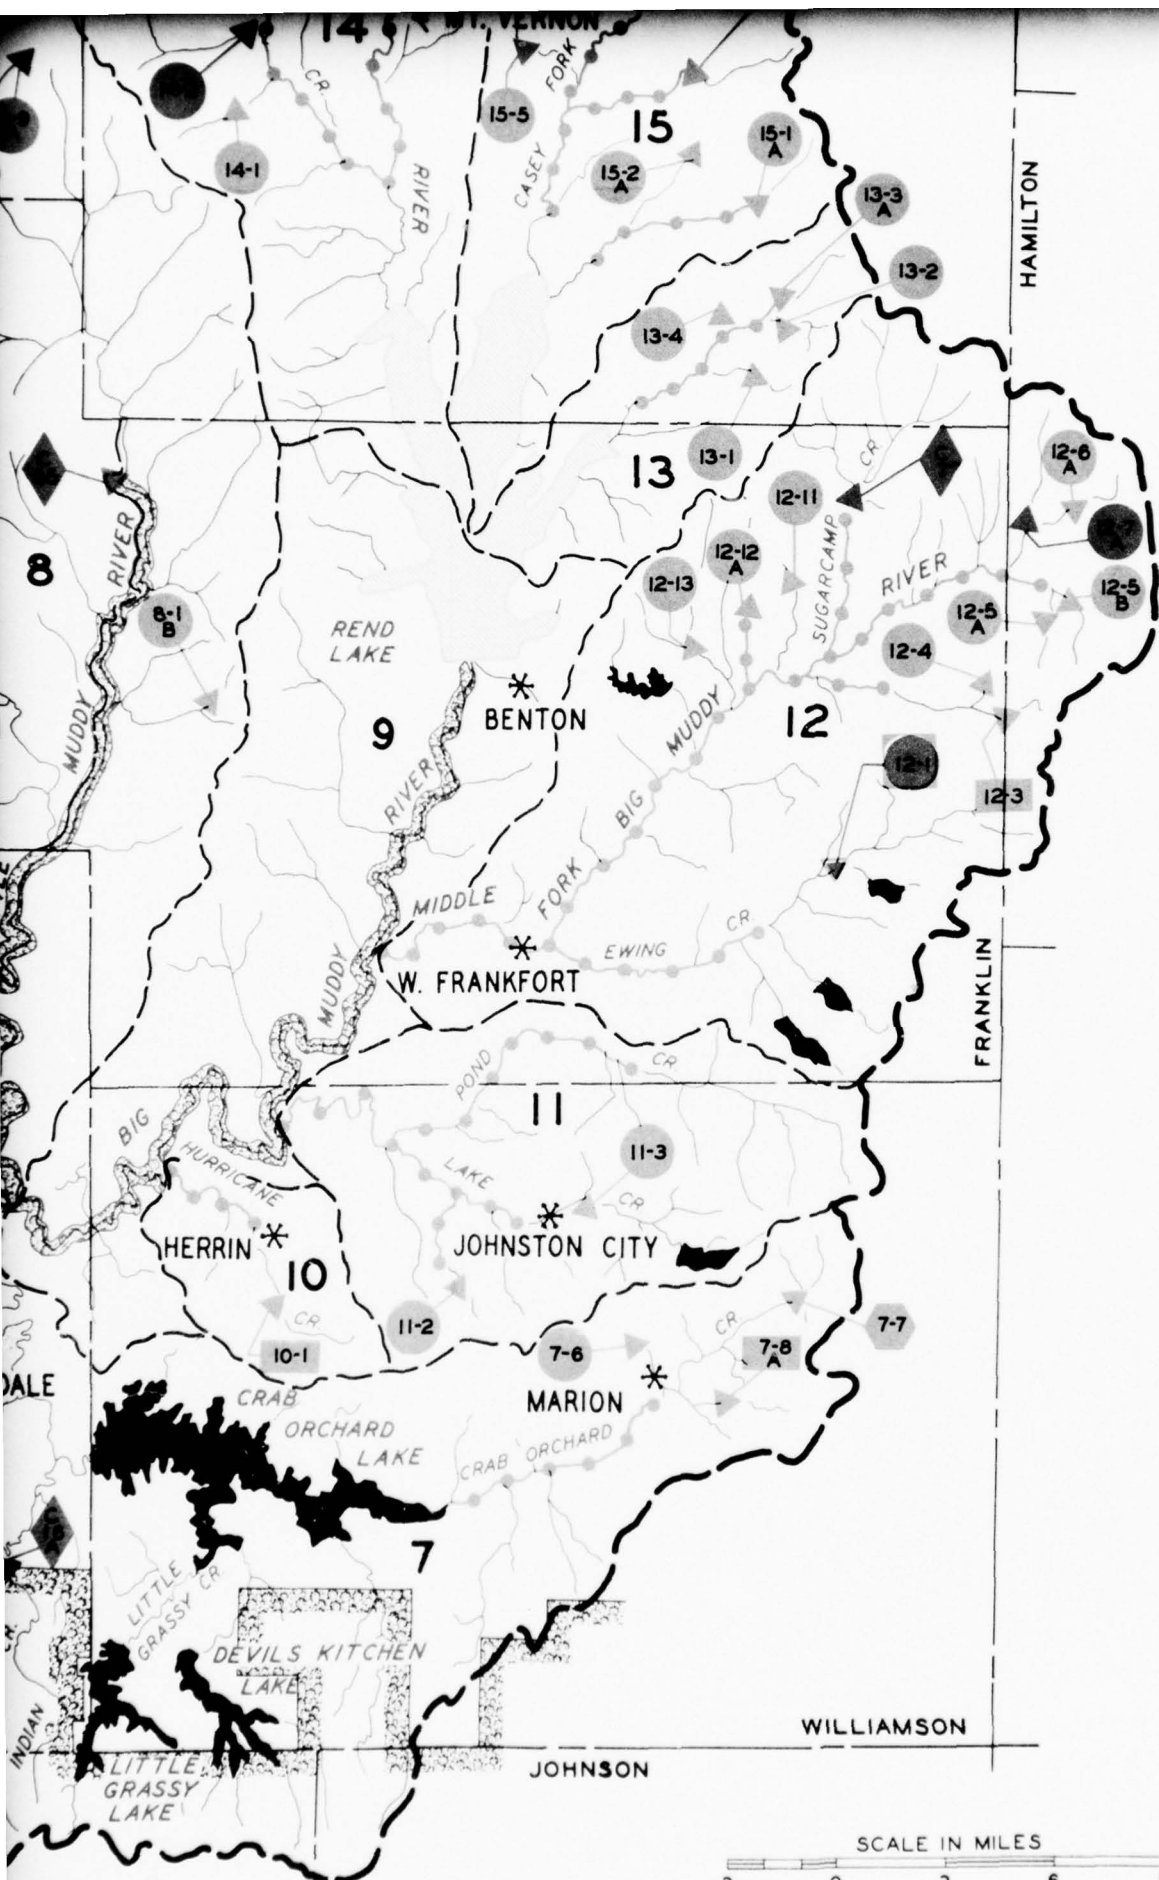 14
MT. VERNON
CR.
FORK
15-5
15
15-1
A
14-1
CASEY
15-2
A
RIVER
13-3
A
HAMILTON
13-2
13-4
13-1
13
CR
12-6
A
12-11
8
RIVER
12-12
A
SUGARCAMP
12-13
RIVER
12-5
B
8-1
B
12-5
A
REND
LAKE
12-4
MUDDY
9
BENTON
MUDDY
12
12-1
RIVER
BIG
12-3
MIDDLE
FORK
CR.
EWING
W. FRANKFORT
MUDDY
FRANKLIN
POND
CR.
BIG
11
HURRICANE
LAKE
11-3
CR
HERRIN
JOHNSTON CITY
10
CR.
11-2
CR
7-7
10-1
7-6
7-8
A
DALE
CRAB
ORCHARD
LAKE
MARION
CRAB ORCHARD
7
LITTLE
GRASSY CR.
DEVILS KITCHEN
LAKE
INDIAN
CR.
WILLIAMSON
LITTLE
GRASSY
LAKE
JOHNSON
SCALE IN MILES
3
6